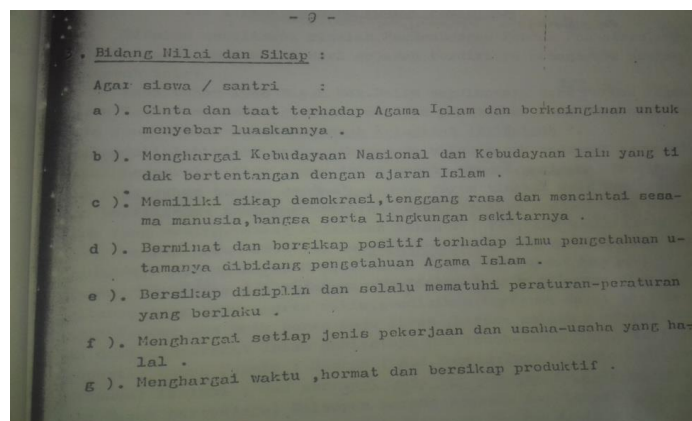 - 9 -
. Bidang Nilai dan Sikap :
Agar siswa / santri :
a ). Cinta dan taat terhadap Agama Islam dan berkeinginan untuk
menyebar luaskannya .
b ). Menghargai Kebudayaan Nasional dan Kebudayaan lain yang ti
dak bertentangan dengan ajaran Islam .
c ). Memiliki sikap demokrasi,tenggang rasa dan mencintai sesa-
ma manusia,bangsa serta lingkungan sekitarnya .
d ). Berminat dan bersikap positif terhadap ilmu pengetahuan u-
tamanya dibidang pengetahuan Agama Islam .
e ). Bersikap disiplin dan selalu mematuhi peraturan-peraturan
yang berlaku .
f ). Menghargai setiap jenis pekerjaan dan usaha-usaha yang ha-
lal .
g ). Menghargai waktu ,hormat dan bersikap produktif .